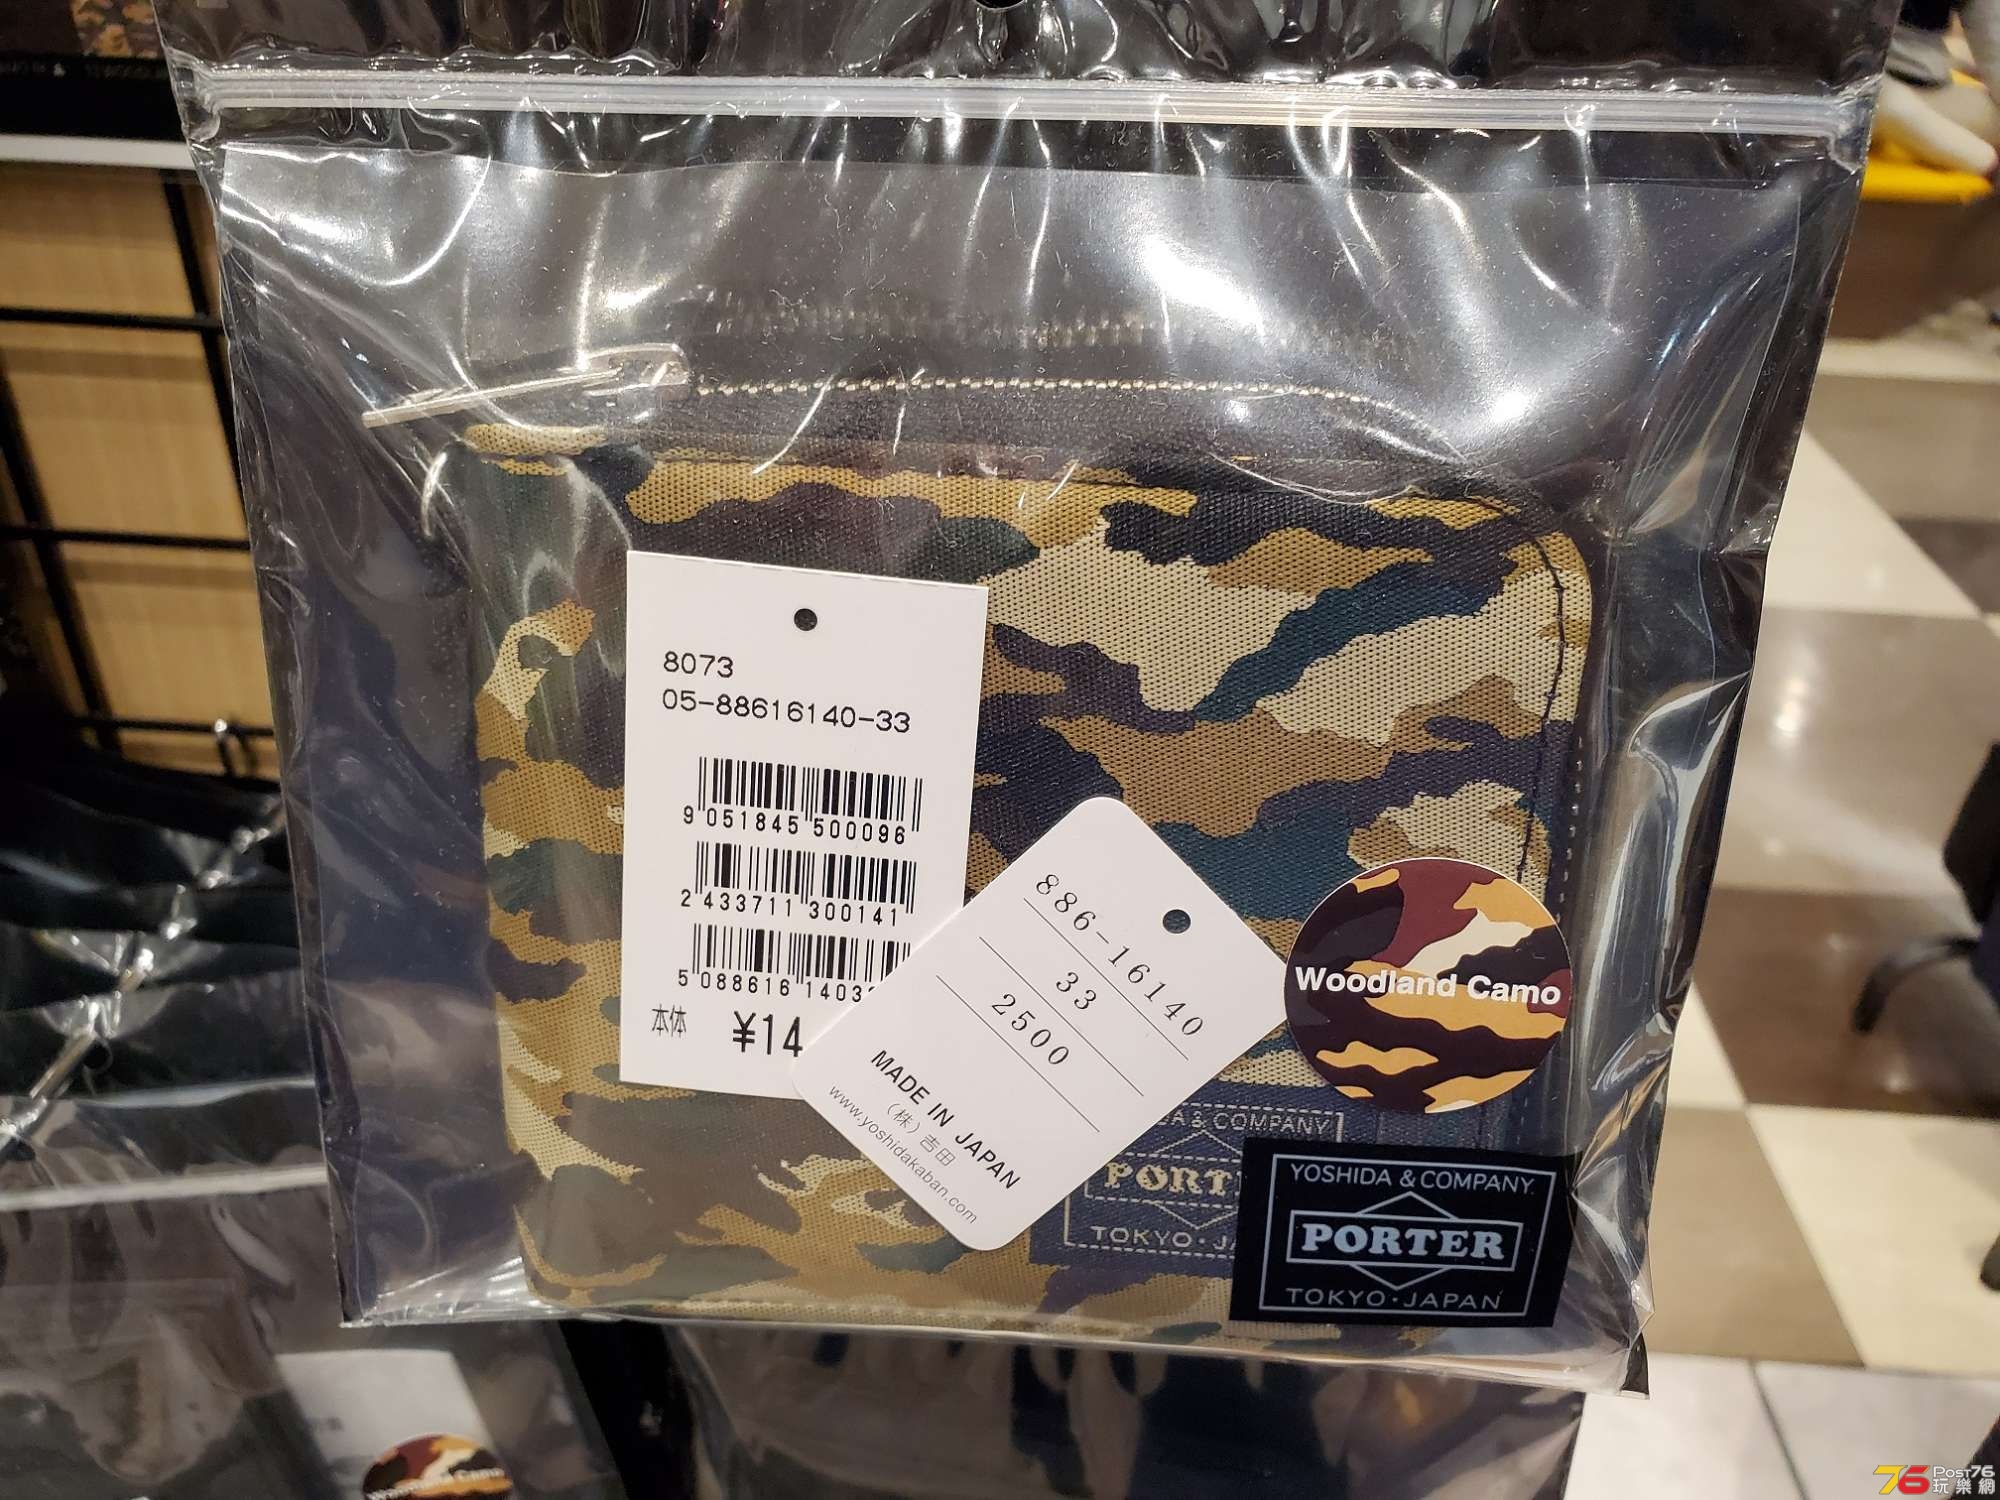 8073
05-88616140-33
9 051845 500096
2 433711 300141
5 088616 1403
本体 ¥14
886-16140
33
2500
MADE IN JAPAN
(株)吉田
www.yoshidakaban.com
Woodland Camo
& COMPANY
PORT
TOKYO·JA
YOSHIDA & COMPANY.
PORTER
TOKYO·JAPAN
76 POST76
玩樂網